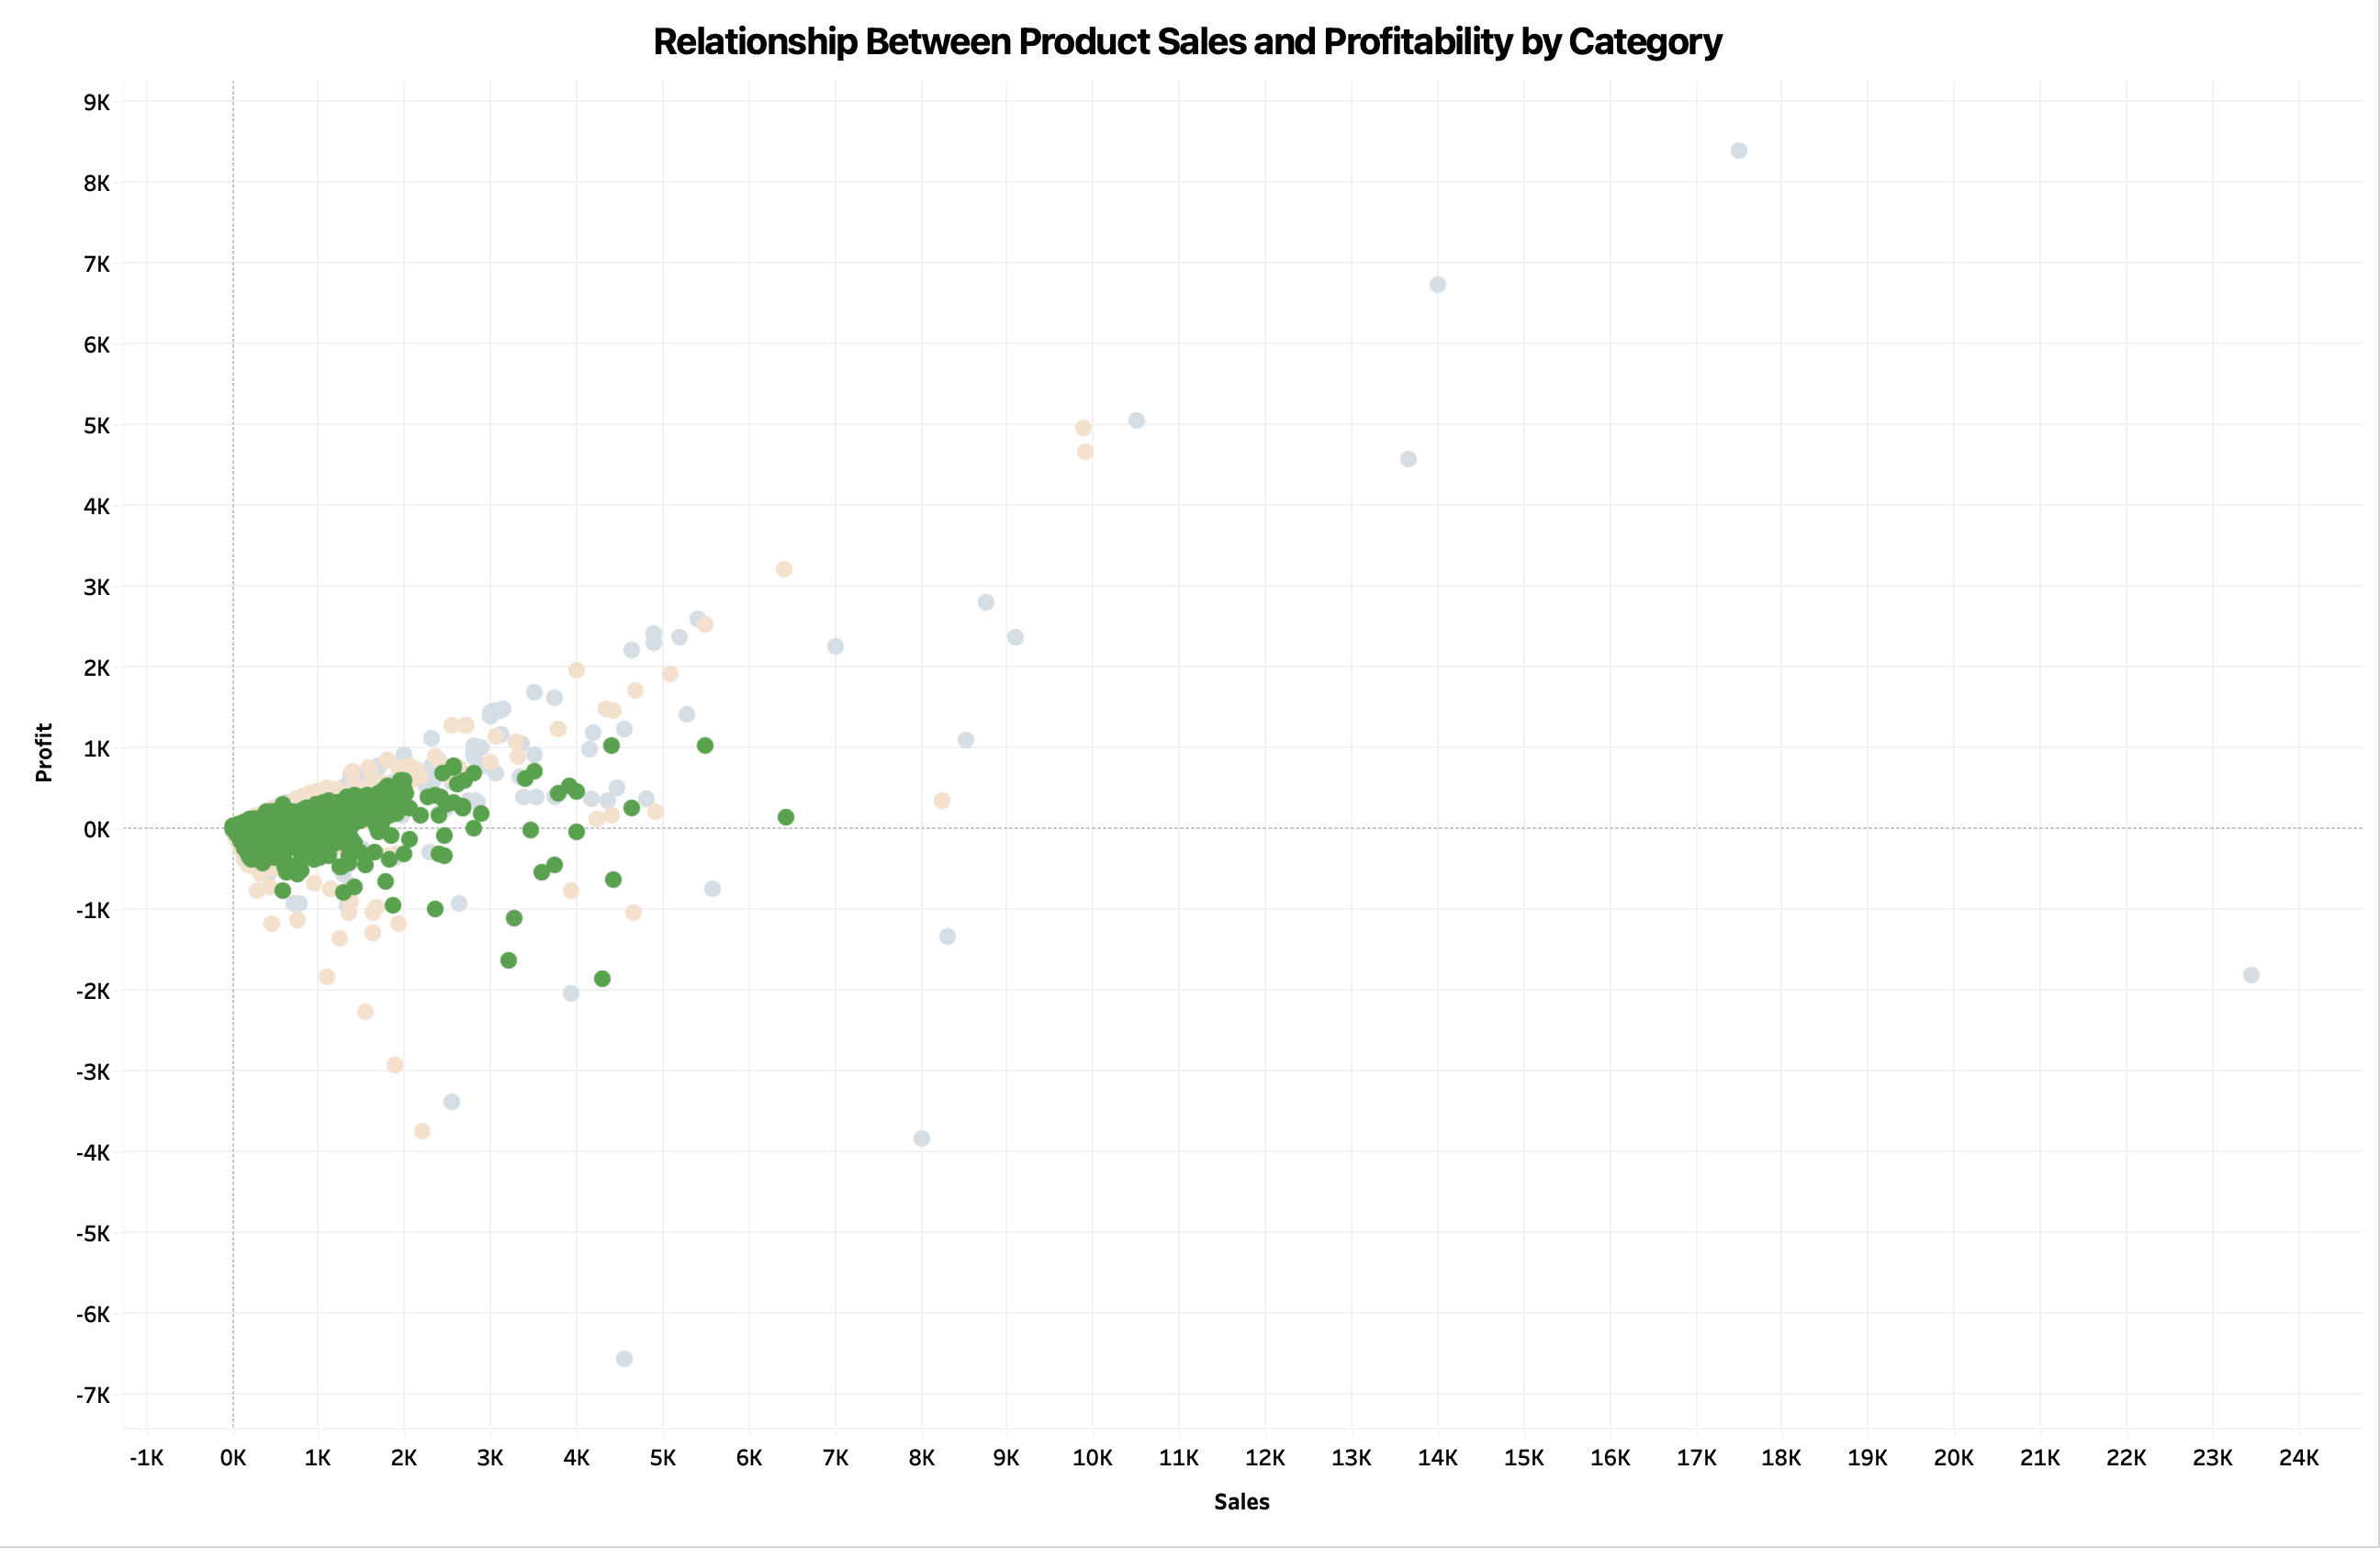 Relationship Between Product Sales and Profitability by Category
9K
8K
7K
6K
5K
4K
3K
2K
1K
0K
-1K
-2K
-3K
-4K
-5K
-6K
-7K
Profit
-1K 0K 1K 2K 3K 4K 5K 6K 7K 8K 9K 10K 11K 12K 13K 14K 15K 16K 17K 18K 19K 20K 21K 22K 23K 24K
Sales